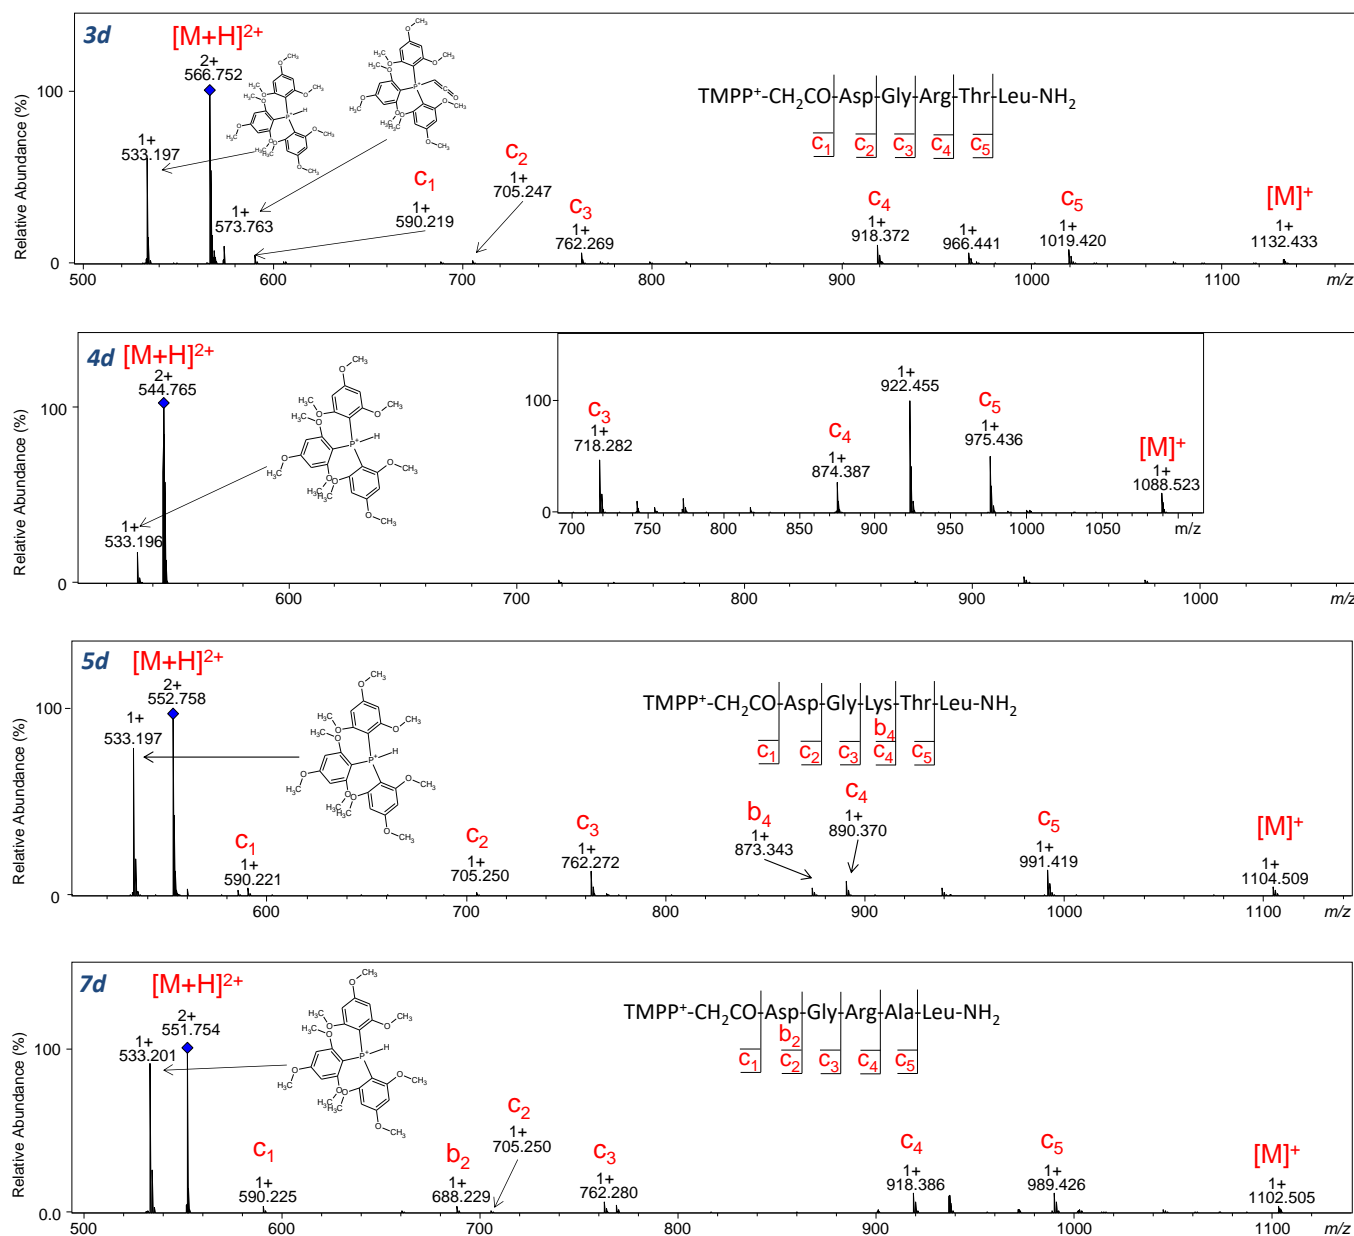 3d
[M+H]2+
2+
566.752
1+
533.197
1+
573.763
c1
1+
590.219
c2
1+
705.247
c3
1+
762.269
c4
1+
918.372
1+
966.441
c5
1+
1019.420
[M]+
1+
1132.433
TMPP+-CH2CO-Asp-Gly-Arg-Thr-Leu-NH2
c1 c2 c3 c4 c5
Relative Abundance (%)
100
0
500 600 700 800 900 1000 1100 m/z
4d
[M+H]2+
2+
544.765
1+
533.196
c3
1+
718.282
c4
1+
874.387
1+
922.455
c5
1+
975.436
[M]+
1+
1088.523
100
0
700 750 800 850 900 950 1000 1050 m/z
Relative Abundance (%)
100
0
600 700 800 900 1000 m/z
5d
[M+H]2+
2+
552.758
1+
533.197
c1
1+
590.221
c2
1+
705.250
c3
1+
762.272
b4
1+
873.343
c4
1+
890.370
c5
1+
991.419
[M]+
1+
1104.509
TMPP+-CH2CO-Asp-Gly-Lys-Thr-Leu-NH2
b4
c1 c2 c3 c4 c5
Relative Abundance (%)
100
0
600 700 800 900 1000 1100 m/z
7d
[M+H]2+
2+
551.754
1+
533.201
c1
1+
590.225
b2
1+
688.229
c2
1+
705.250
c3
1+
762.280
c4
1+
918.386
c5
1+
989.426
[M]+
1+
1102.505
TMPP+-CH2CO-Asp-Gly-Arg-Ala-Leu-NH2
b2
c1 c2 c3 c4 c5
Relative Abundance (%)
100
0.0
500 600 700 800 900 1000 1100 m/z